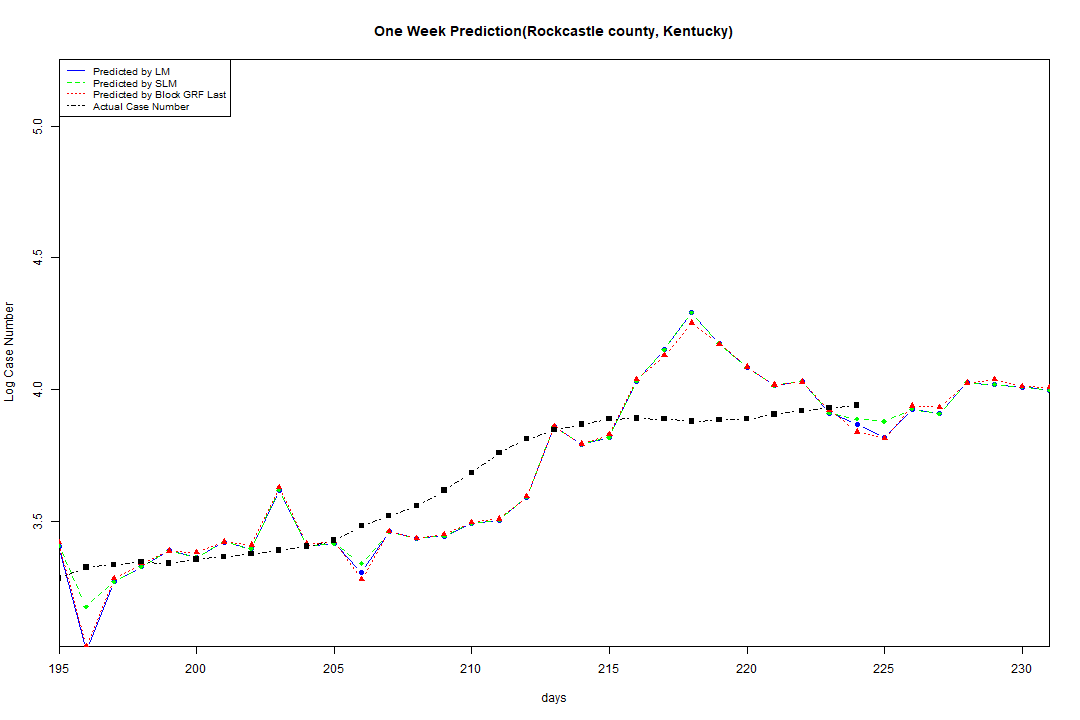 One Week Prediction(Rockcastle county, Kentucky)
Predicted by LM
Predicted by SLM
Predicted by Block GRF Last
Actual Case Number
5.0
4.5
4.0
3.5
Log Case Number
195 200 205 210 215 220 225 230
days